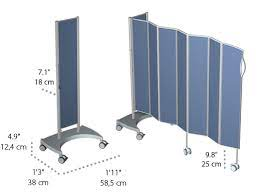 7.1"
18 cm
4.9"
12,4 cm
1'3"
38 cm
1'11"
58,5 cm
9.8"
25 cm